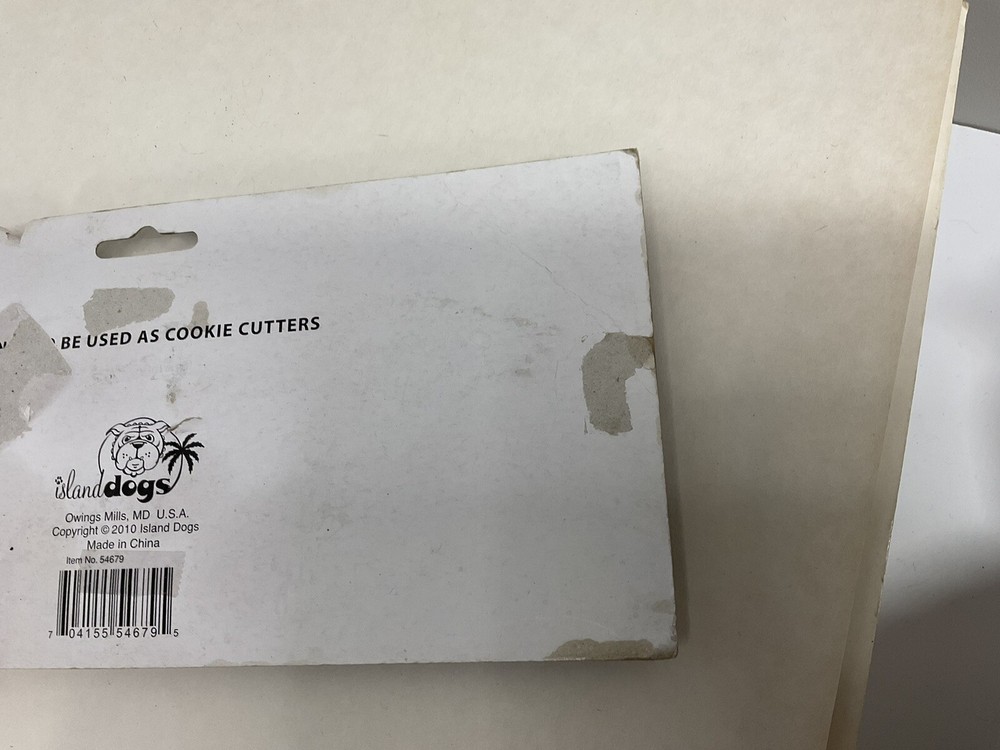 BE USED AS COOKIE CUTTERS
islanddogs
Owings Mills, MD U.S.A.
Copyright © 2010 Island Dogs
Made in China
Item No. 54679
7 04155 54679 5